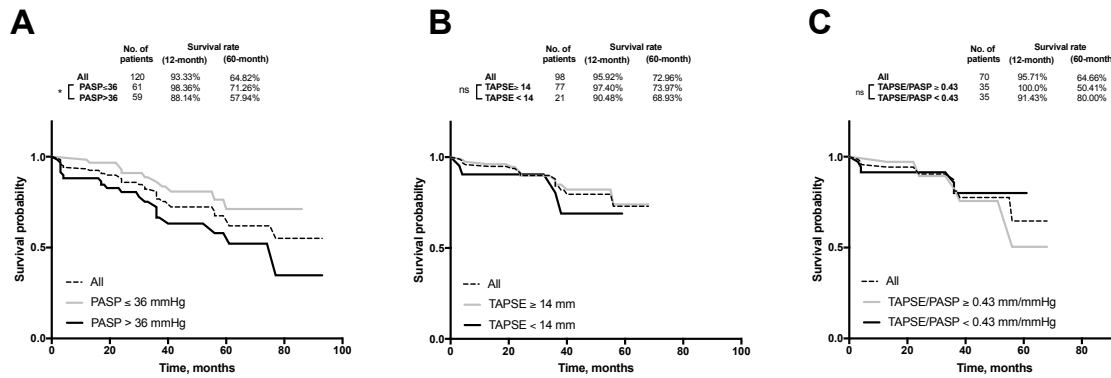 A
No. of patients Survival rate
(12-month) (60-month)
All 120 93.33% 64.82%
* PASP≤36 61 98.36% 71.26%
PASP>36 59 88.14% 57.94%
Survival probability
1.0
0.5
0.0
All
PASP ≤ 36 mmHg
PASP > 36 mmHg
0 20 40 60 80 100
Time, months
B
No. of patients Survival rate
(12-month) (60-month)
All 98 95.92% 72.96%
ns TAPSE≥ 14 77 97.40% 73.97%
TAPSE < 14 21 90.48% 68.93%
Survival probability
1.0
0.5
0.0
All
TAPSE ≥ 14 mm
TAPSE < 14 mm
0 20 40 60 80 100
Time, months
C
No. of patients Survival rate
(12-month) (60-month)
All 70 95.71% 64.66%
ns TAPSE/PASP ≥ 0.43 35 100.0% 50.41%
TAPSE/PASP < 0.43 35 91.43% 80.00%
Survival probability
1.0
0.5
0.0
All
TAPSE/PASP ≥ 0.43 mm/mmHg
TAPSE/PASP < 0.43 mm/mmHg
0 20 40 60 80
Time, months